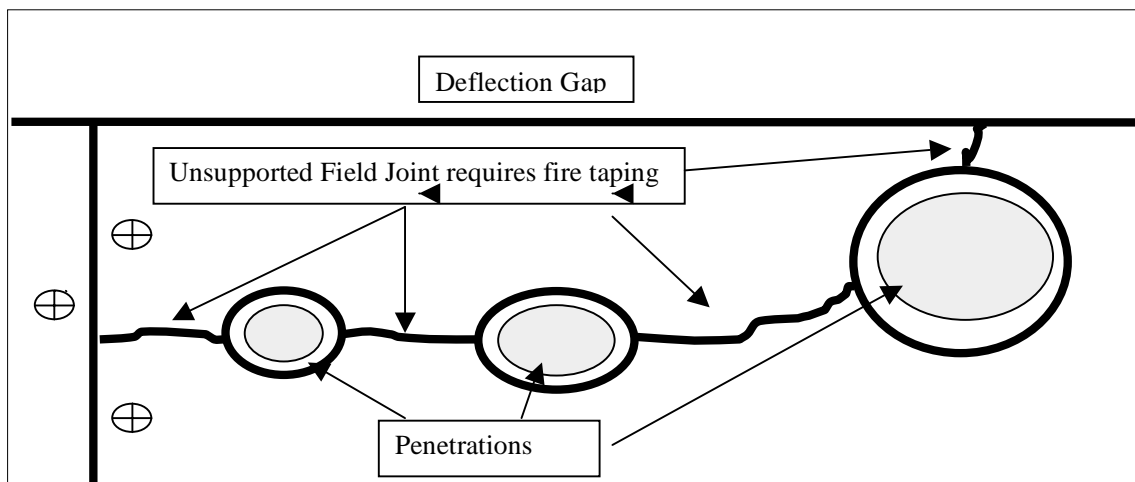 Deflection Gap
Unsupported Field Joint requires fire taping
Penetrations